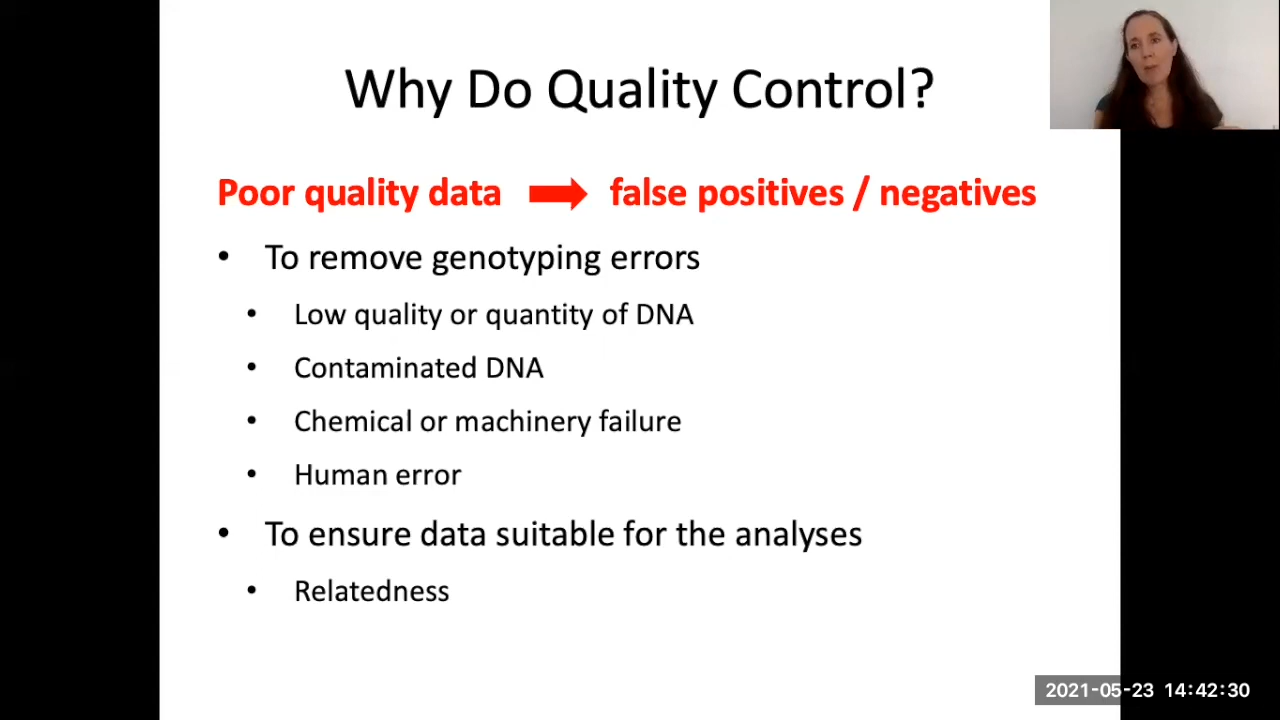 Why Do Quality Control?
Poor quality data ➡ false positives / negatives
• To remove genotyping errors
• Low quality or quantity of DNA
• Contaminated DNA
• Chemical or machinery failure
• Human error
• To ensure data suitable for the analyses
• Relatedness
2021-05-23 14:42:30